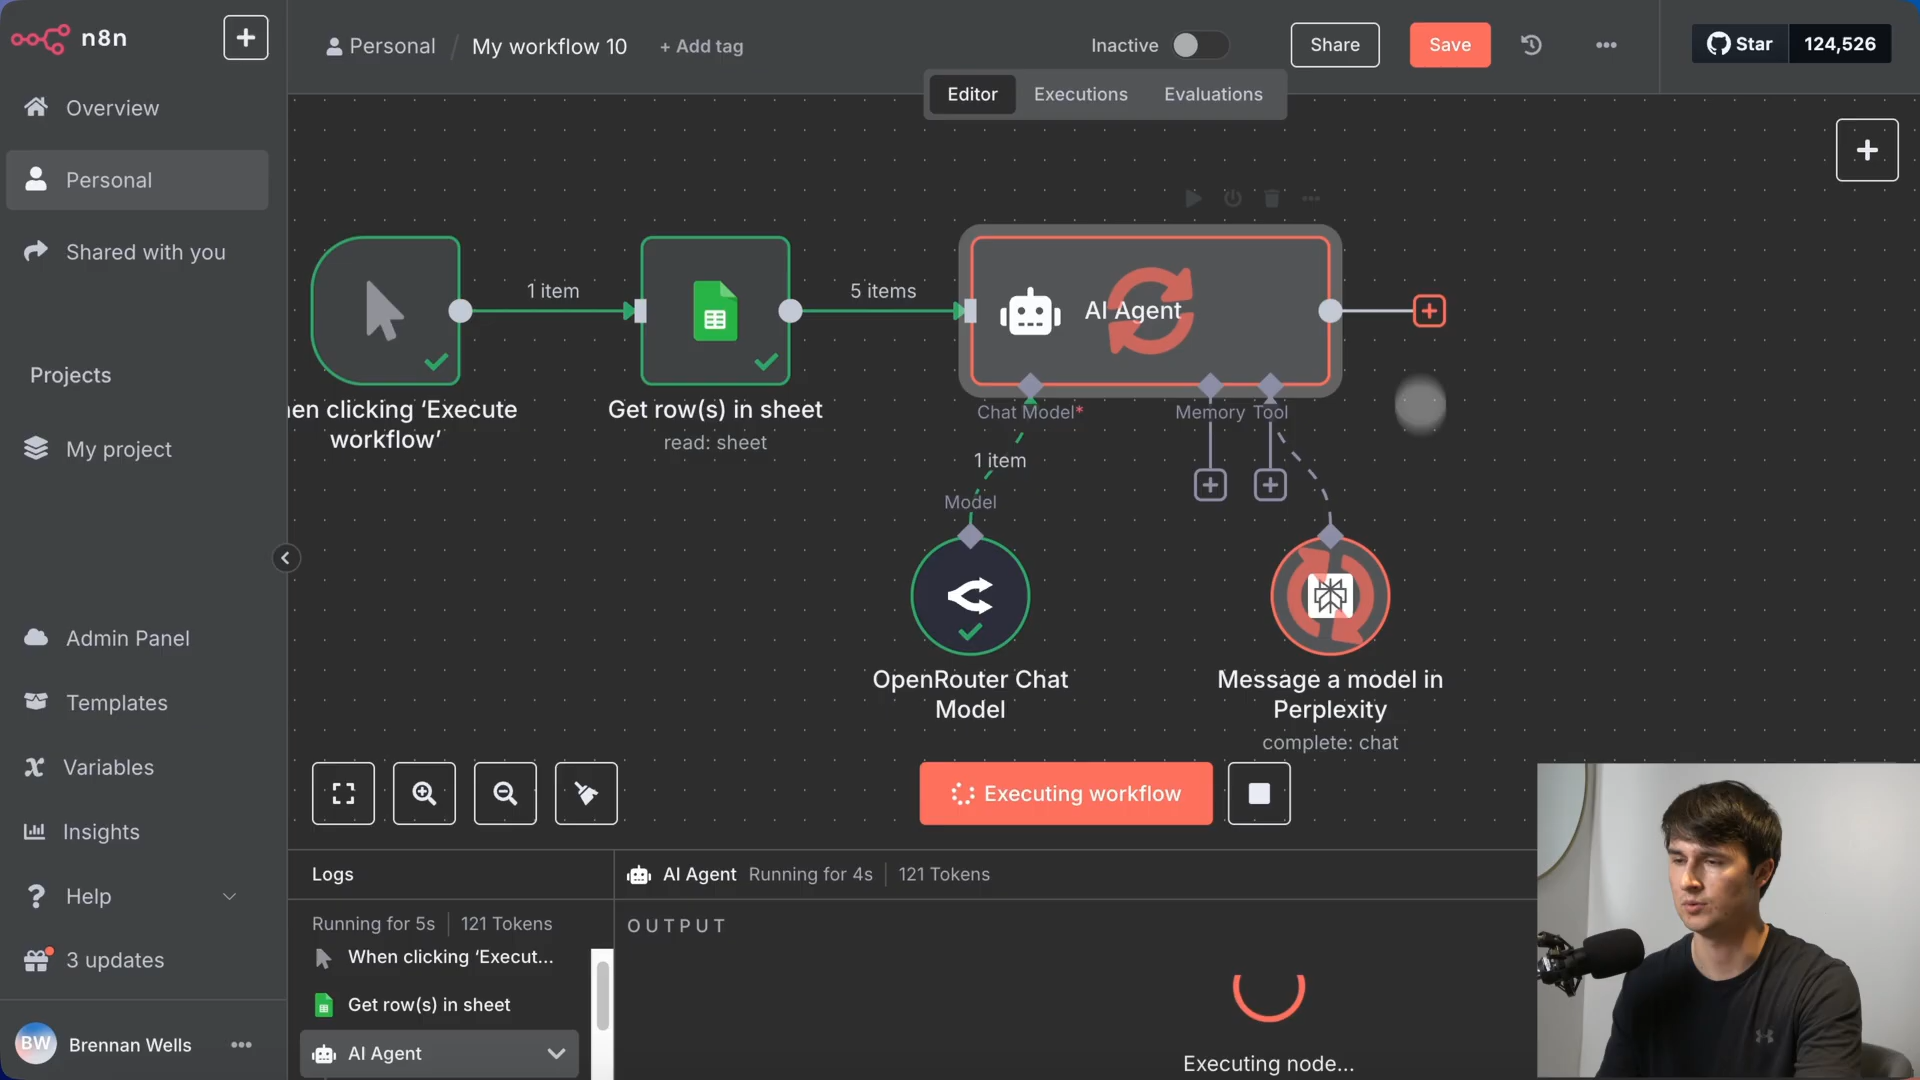 n8n
Personal / My workflow 10 + Add tag
Inactive
Share
Save
Star 124,526
Editor Executions Evaluations
Overview
Personal
Shared with you
Projects
My project
Admin Panel
Templates
Variables
Insights
Help
3 updates
BW Brennan Wells
1 item
5 items
AI Agent
en clicking ‘Execute
workflow’
Get row(s) in sheet
read: sheet
Chat Model*
Memory Tool
1 item
Model
OpenRouter Chat
Model
Message a model in
Perplexity
complete: chat
Executing workflow
Logs
AI Agent Running for 4s 121 Tokens
Running for 5s 121 Tokens
OUTPUT
When clicking ‘Execut...
Get row(s) in sheet
AI Agent
Executing node...